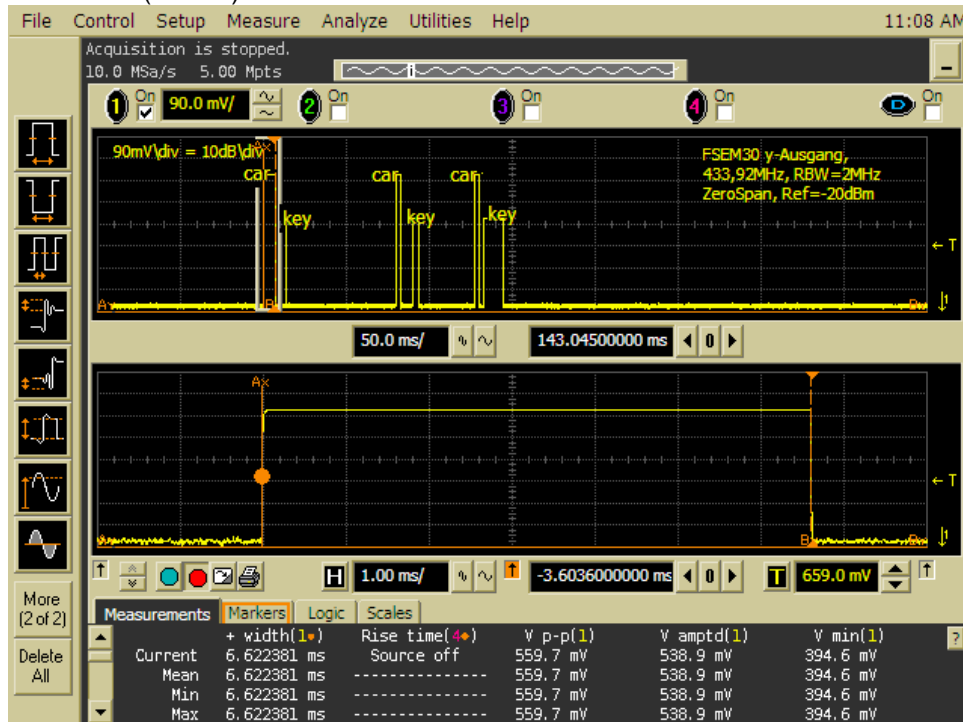 File Control Setup Measure Analyze Utilities Help 11:08 AM
Acquisition is stopped.
10.0 MSa/s 5.00 Mpts
1 On 90.0 mV/ 2 On 3 On 4 On D On
90mV\div = 10dB\div
FSEM30 y-Ausgang,
433,92MHz, RBW=2MHz
ZeroSpan, Ref=-20dBm
car car car
key key key
T
50.0 ms/ 143.04500000 ms 0
Ax
T
B
H 1.00 ms/ -3.6036000000 ms 0 T 659.0 mV
More
(2 of 2)
Delete
All
Measurements Markers Logic Scales
+ width(1) Rise time(4) V p-p(1) V amptd(1) V min(1) ?
Current 6.622381 ms Source off 559.7 mV 538.9 mV 394.6 mV
Mean 6.622381 ms --------------- 559.7 mV 538.9 mV 394.6 mV
Min 6.622381 ms --------------- 559.7 mV 538.9 mV 394.6 mV
Max 6.622381 ms --------------- 559.7 mV 538.9 mV 394.6 mV